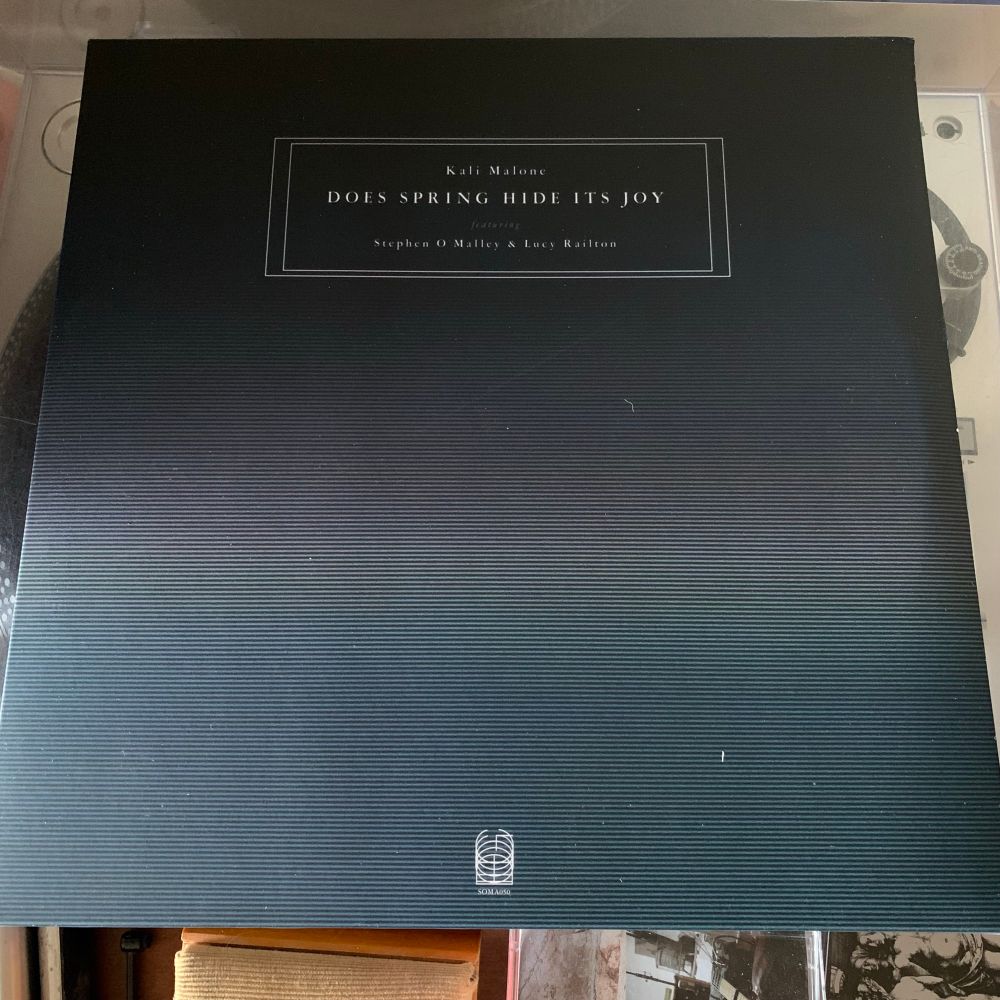 Kali Malone
DOES SPRING HIDE ITS JOY
featuring
Stephen O Malley & Lucy Railton
SOMA050